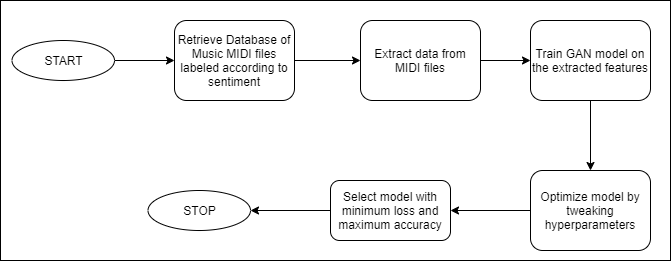 START
Retrieve Database of
Music MIDI files
labeled according to
sentiment
Extract data from
MIDI files
Train GAN model on
the extracted features
Optimize model by
tweaking
hyperparameters
Select model with
minimum loss and
maximum accuracy
STOP